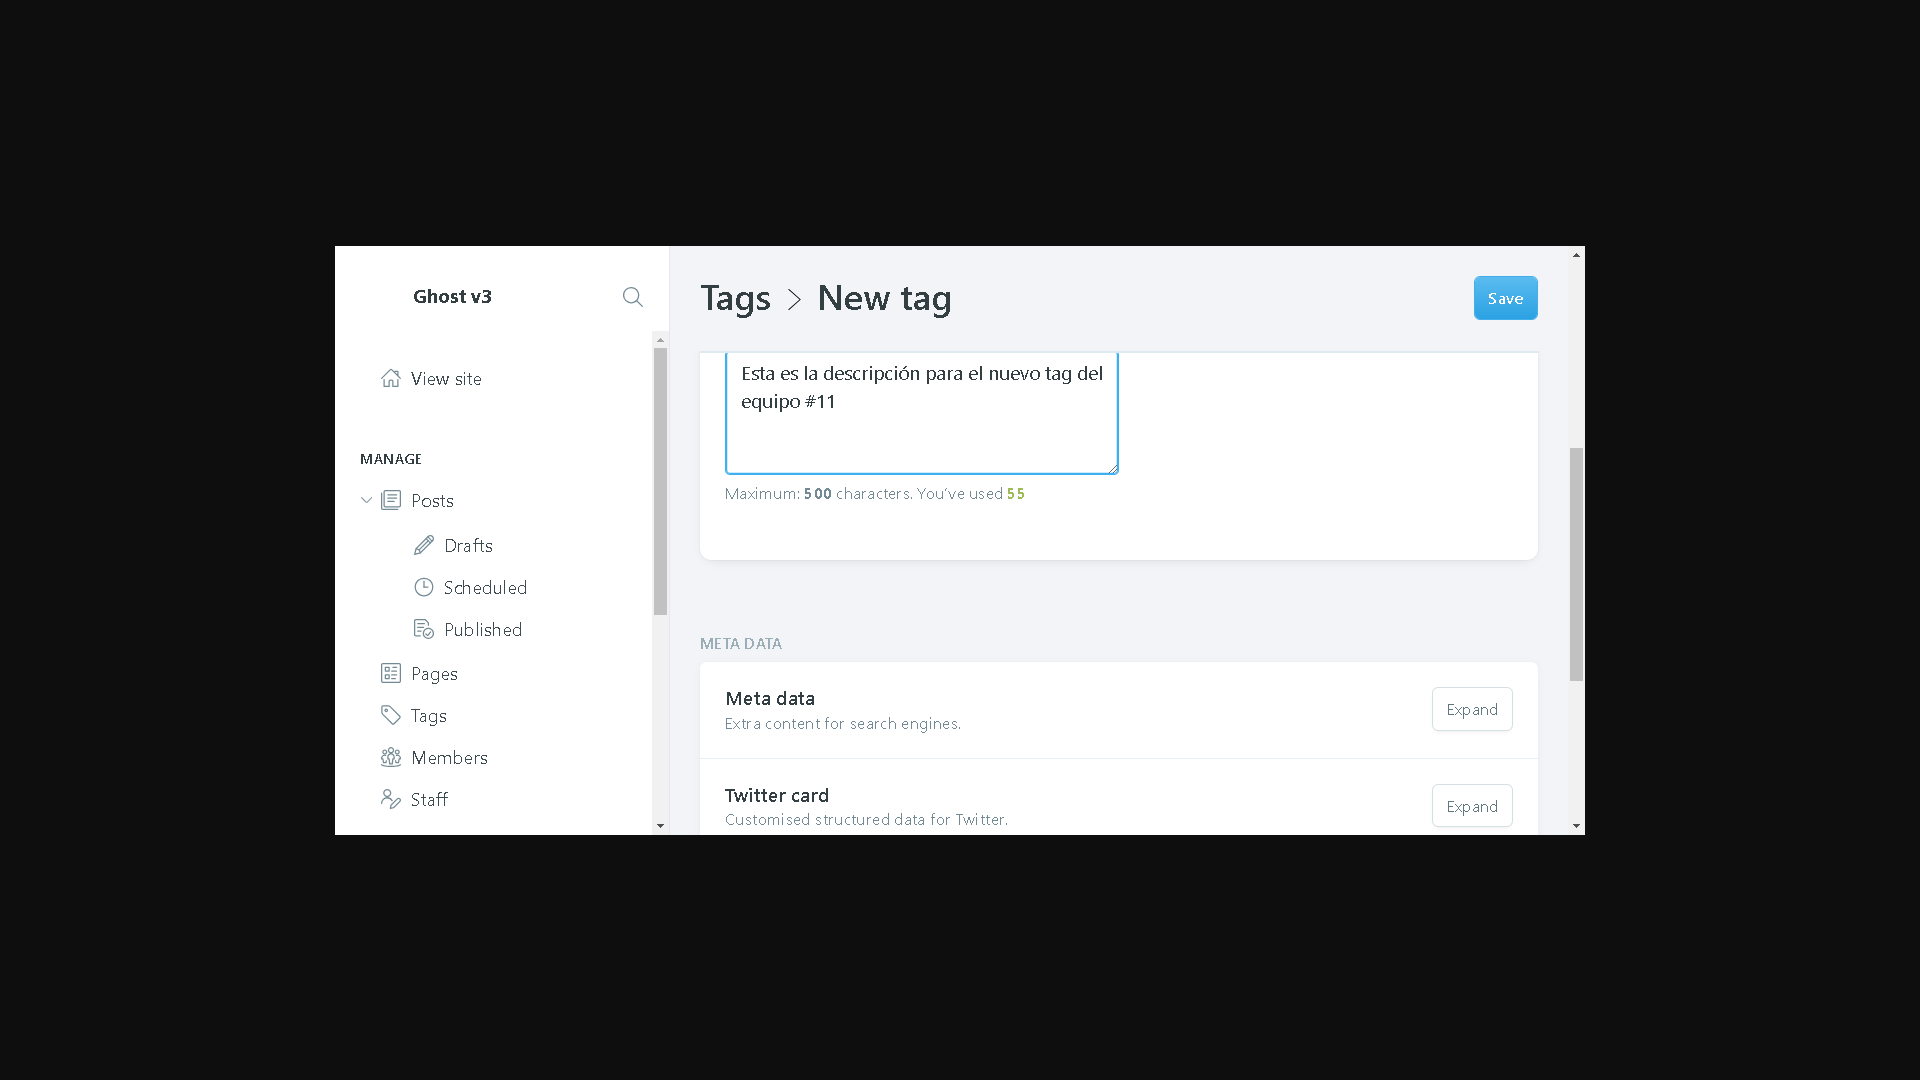 Ghost v3
View site
MANAGE
Posts
Drafts
Scheduled
Published
Pages
Tags
Members
Staff
Tags > New tag
Save
Esta es la descripción para el nuevo tag del
equipo #11
Maximum: 500 characters. You've used 55
META DATA
Meta data
Extra content for search engines.
Expand
Twitter card
Customised structured data for Twitter.
Expand